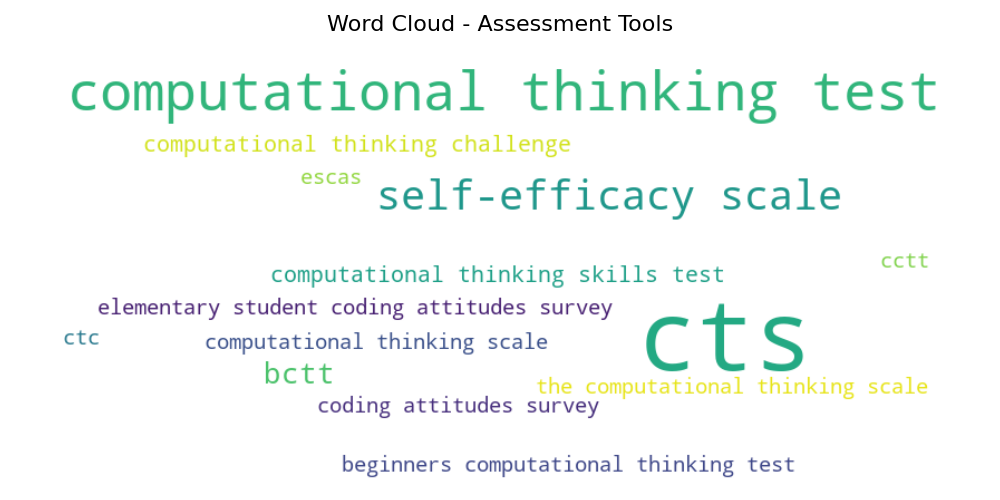 Word Cloud - Assessment Tools
computational thinking test
computational thinking challenge
escas
self-efficacy scale
cctt
computational thinking skills test
elementary student coding attitudes survey
cts
ctc
computational thinking scale
bctt
the computational thinking scale
coding attitudes survey
beginners computational thinking test